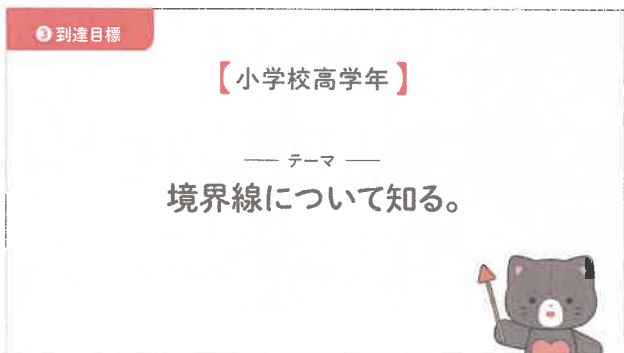 ❸到達目標
【小学校高学年】
── テーマ ──
境界線について知る。